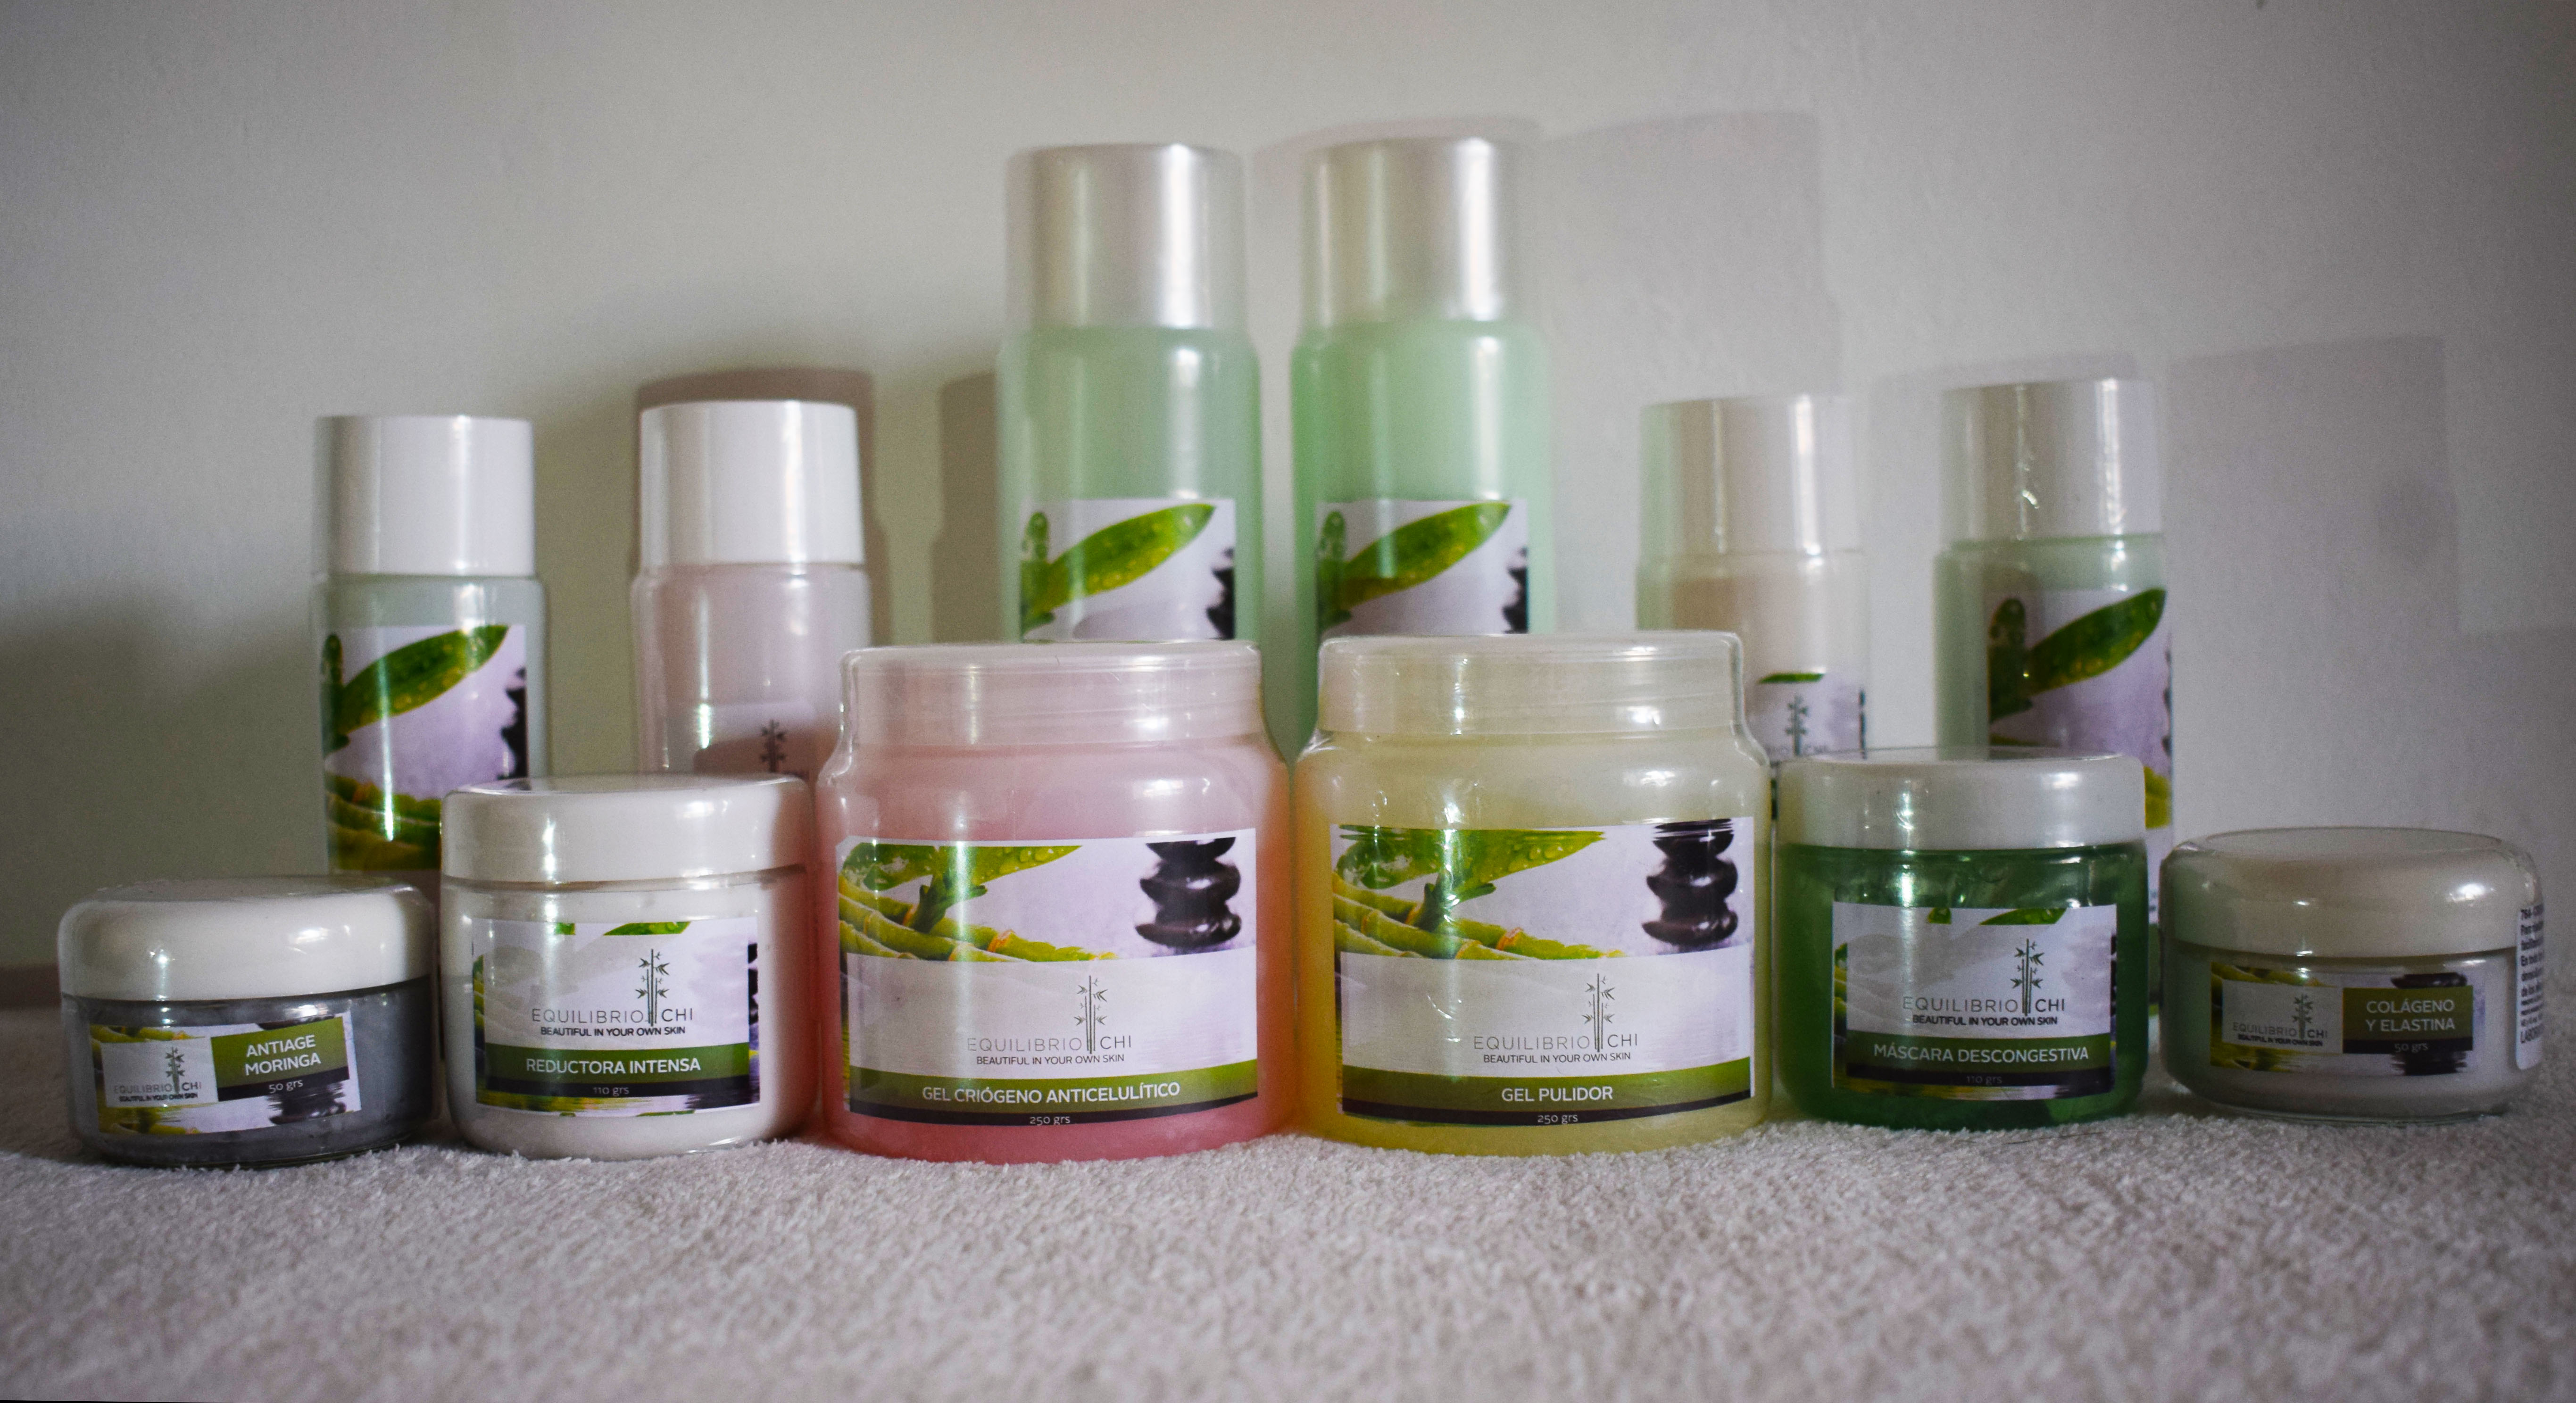 ANTIAGE
MORINGA
50 grs
EQUILIBRIO CHI
BEAUTIFUL IN YOUR OWN SKIN
EQUILIBRIO CHI
BEAUTIFUL IN YOUR OWN SKIN
REDUCTORA INTENSA
110 grs
EQUILIBRIO CHI
BEAUTIFUL IN YOUR OWN SKIN
GEL CRIÓGENO ANTICELULÍTICO
250 grs
EQUILIBRIO CHI
BEAUTIFUL IN YOUR OWN SKIN
GEL PULIDOR
250 grs
EQUILIBRIO CHI
BEAUTIFUL IN YOUR OWN SKIN
MÁSCARA DESCONGESTIVA
110 grs
EQUILIBRIO CHI
BEAUTIFUL IN YOUR OWN SKIN
COLÁGENO
Y ELASTINA
50 grs